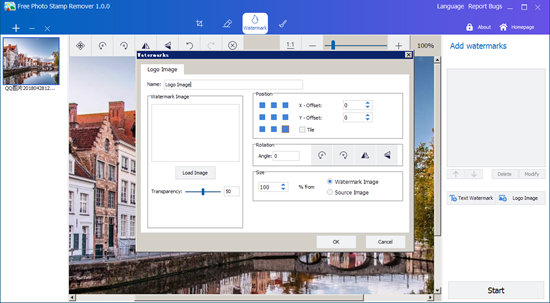 Free Photo Stamp Remover 1.0.0
Language Report Bugs
Watermark
About Homepage
1:1 100%
Add watermarks
QQ图片2018042812...
Watermarks
Logo Image
Name: Logo Image
Watermark Image
Load Image
Transparency: 50
Position
X - Offset: 0
Y - Offset: 0
Tile
Rotation
Angle: 0
Size
100 % from
Watermark Image
Source Image
OK Cancel
Delete Modify
Text Watermark Logo Image
Start